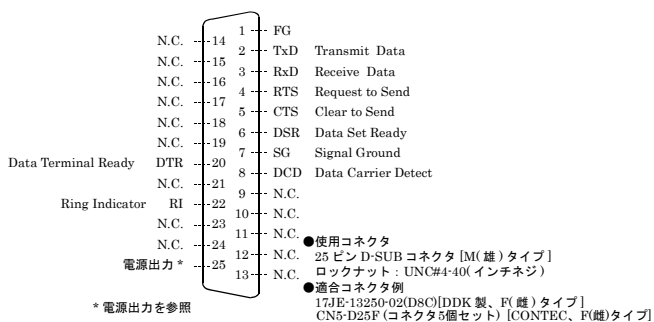 1 FG
N.C. 14
2 TxD Transmit Data
N.C. 15
3 RxD Receive Data
N.C. 16
4 RTS Request to Send
N.C. 17
5 CTS Clear to Send
N.C. 18
6 DSR Data Set Ready
N.C. 19
7 SG Signal Ground
Data Terminal Ready DTR 20
8 DCD Data Carrier Detect
N.C. 21
9 N.C.
Ring Indicator RI 22
10 N.C.
N.C. 23
11 N.C.
N.C. 24
12 N.C.
電源出力 * 25
13 N.C.
* 電源出力を参照
●使用コネクタ
25 ピン D-SUB コネクタ [M( 雄 ) タイプ ]
ロックナット : UNC#4-40( インチネジ )
●適合コネクタ例
17JE-13250-02(D8C)[DDK 製、F( 雌 ) タイプ ]
CN5-D25F (コネクタ5個セット) [CONTEC、F(雌)タイプ]